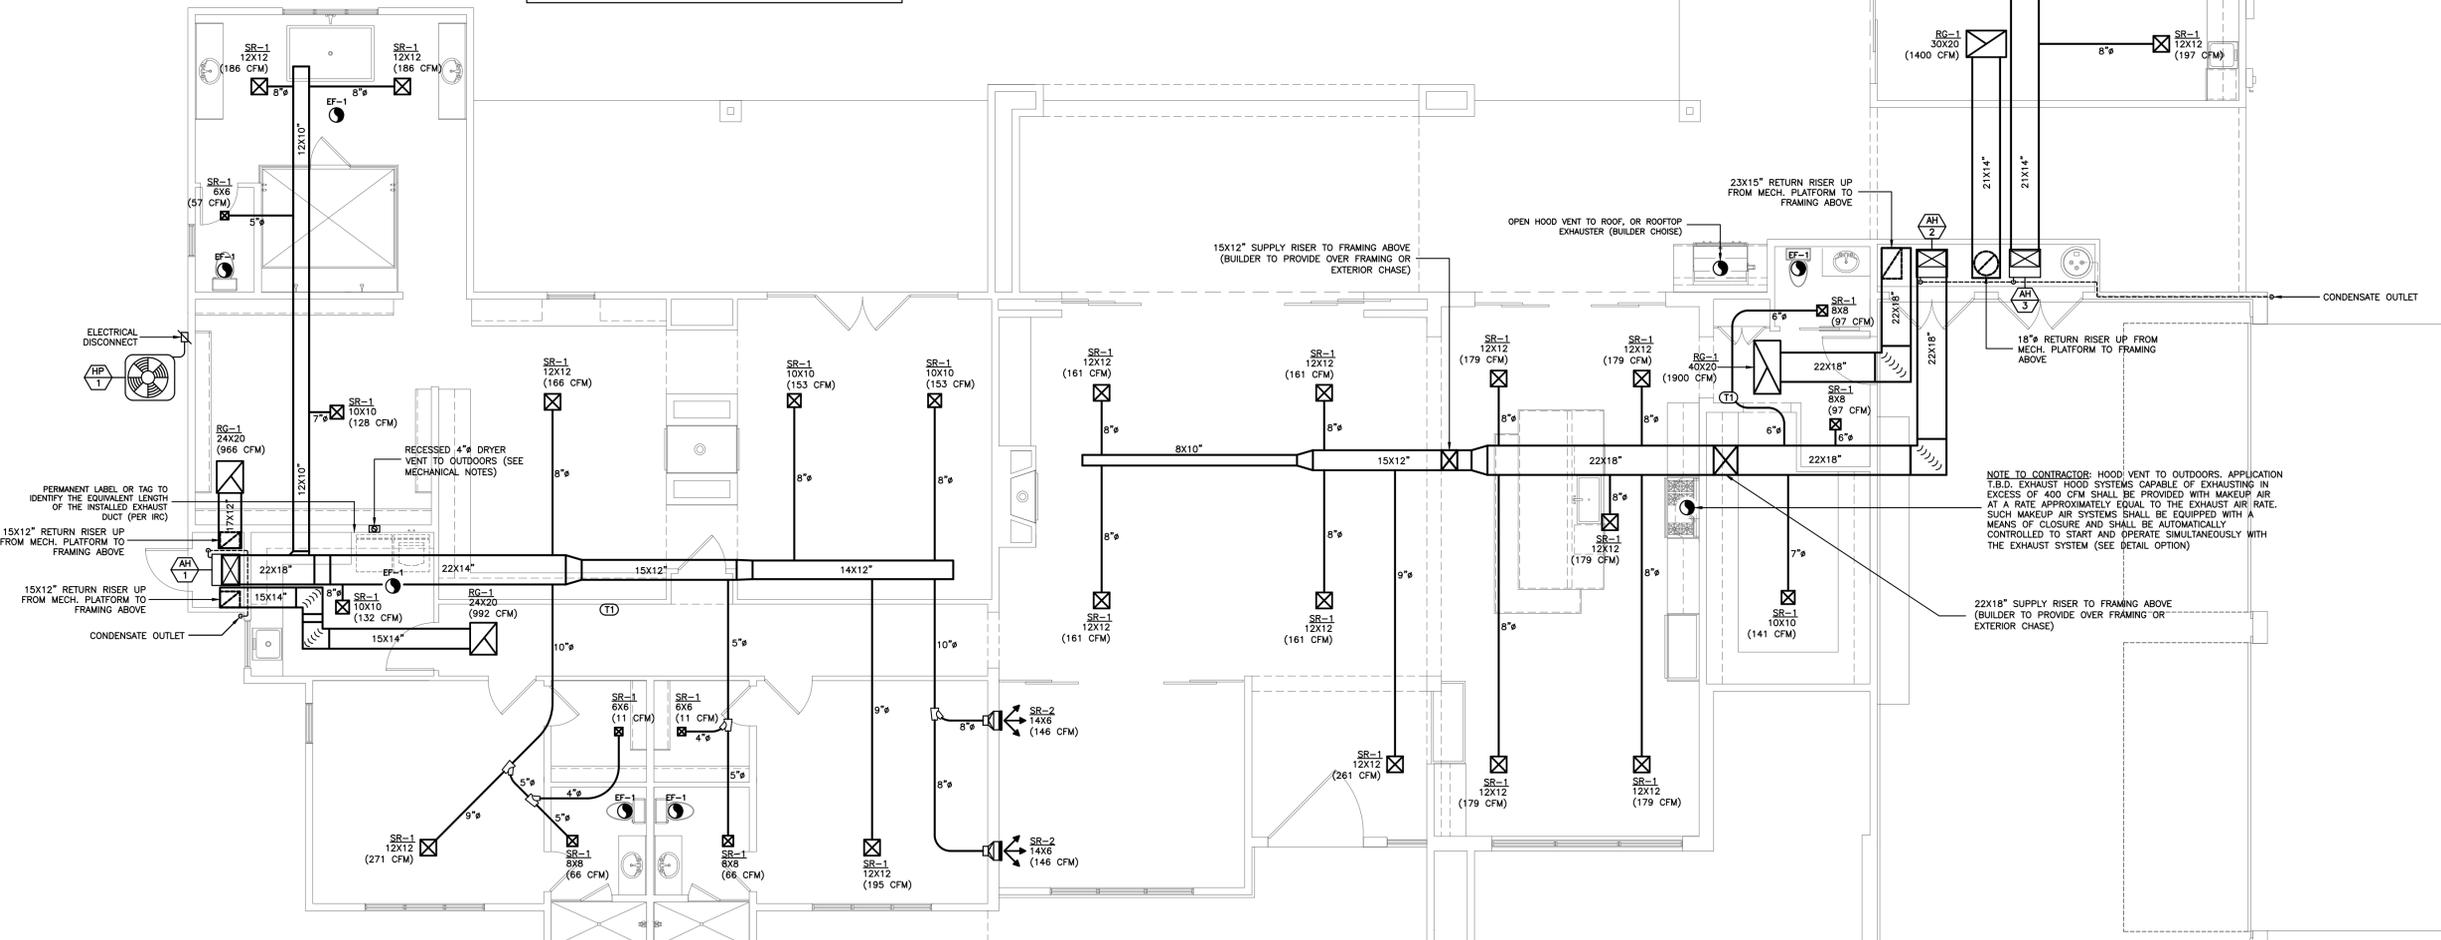 SR-1
12X12
(186 CFM)
8"ø
SR-1
12X12
(186 CFM)
8"ø
EF-1
12X10"
SR-1
6X6
(57 CFM)
5"ø
EF-1
ELECTRICAL
DISCONNECT
HP
1
7"ø
SR-1
10X10
(128 CFM)
RG-1
24X20
(966 CFM)
17X12"
12X10"
RECESSED 4"ø DRYER
VENT TO OUTDOORS (SEE
MECHANICAL NOTES)
PERMANENT LABEL OR TAG TO
IDENTIFY THE EQUIVALENT LENGTH
OF THE INSTALLED EXHAUST
DUCT (PER IRC)
15X12" RETURN RISER UP
FROM MECH. PLATFORM TO
FRAMING ABOVE
AH
1
15X12" RETURN RISER UP
FROM MECH. PLATFORM TO
FRAMING ABOVE
CONDENSATE OUTLET
22X18"
15X14"
8"ø
SR-1
10X10
(132 CFM)
EF-1
22X14"
RG-1
24X20
(992 CFM)
15X14"
SR-1
12X12
(166 CFM)
8"ø
15X12"
T1
SR-1
10X10
(153 CFM)
8"ø
SR-1
10X10
(153 CFM)
8"ø
14X12"
10"ø
5"ø
9"ø
10"ø
SR-1
6X6
(11 CFM)
SR-1
6X6
(11 CFM)
4"ø
5"ø
4"ø
5"ø
5"ø
9"ø
SR-1
12X12
(271 CFM)
EF-1
EF-1
SR-1
8X8
(66 CFM)
SR-1
8X8
(66 CFM)
SR-1
12X12
(195 CFM)
8"ø
SR-2
14X6
(146 CFM)
8"ø
SR-2
14X6
(146 CFM)
SR-1
12X12
(161 CFM)
8"ø
SR-1
12X12
(161 CFM)
8"ø
8X10"
15X12"
8"ø
8"ø
SR-1
12X12
(161 CFM)
SR-1
12X12
(161 CFM)
15X12" SUPPLY RISER TO FRAMING ABOVE
(BUILDER TO PROVIDE OVER FRAMING OR
EXTERIOR CHASE)
OPEN HOOD VENT TO ROOF, OR ROOFTOP
EXHAUSTER (BUILDER CHOISE)
9"ø
SR-1
12X12
(261 CFM)
SR-1
12X12
(179 CFM)
8"ø
SR-1
12X12
(179 CFM)
8"ø
22X18"
8"ø
SR-1
12X12
(179 CFM)
8"ø
8"ø
SR-1
12X12
(179 CFM)
SR-1
12X12
(179 CFM)
23X15" RETURN RISER UP
FROM MECH. PLATFORM TO
FRAMING ABOVE
EF-1
6"ø
SR-1
8X8
(97 CFM)
RG-1
40X20
(1900 CFM)
22X18"
22X18"
T1
SR-1
8X8
(97 CFM)
6"ø
6"ø
22X18"
22X18"
7"ø
SR-1
10X10
(141 CFM)
RG-1
30X20
(1400 CFM)
8"ø
SR-1
12X12
(197 CFM)
21X14"
21X14"
AH
2
AH
3
CONDENSATE OUTLET
18"ø RETURN RISER UP FROM
MECH. PLATFORM TO FRAMING
ABOVE
NOTE TO CONTRACTOR: HOOD VENT TO OUTDOORS. APPLICATION
T.B.D. EXHAUST HOOD SYSTEMS CAPABLE OF EXHAUSTING IN
EXCESS OF 400 CFM SHALL BE PROVIDED WITH MAKEUP AIR
AT A RATE APPROXIMATELY EQUAL TO THE EXHAUST AIR RATE.
SUCH MAKEUP AIR SYSTEMS SHALL BE EQUIPPED WITH A
MEANS OF CLOSURE AND SHALL BE AUTOMATICALLY
CONTROLLED TO START AND OPERATE SIMULTANEOUSLY WITH
THE EXHAUST SYSTEM (SEE DETAIL OPTION)
22X18" SUPPLY RISER TO FRAMING ABOVE
(BUILDER TO PROVIDE OVER FRAMING OR
EXTERIOR CHASE)